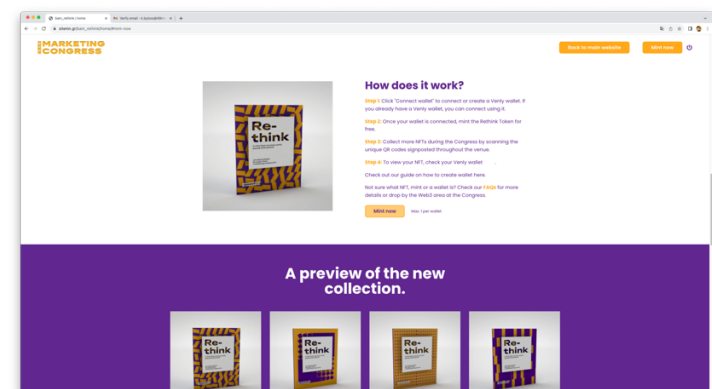 bam_rethink / home
MARKETING
CONGRESS
Back to main website
Mint now
How does it work?
Step 1: Click "Connect wallet" to connect or create a Venly wallet. If
you already have a Venly wallet, you can connect using it.
Step 2: Once your wallet is connected, mint the Rethink Token for
free.
Step 3: Collect more NFTs during the Congress by scanning the
unique QR codes signposted throughout the venue.
Step 4: To view your NFT, check your Venly wallet
Check out our guide on how to create wallet here.
Not sure what NFT, mint or a wallet is? Check our FAQs for more
details or drop by the Web3 area at the Congress.
Mint now
Max 1 per wallet
Re-
think
A preview of the new
collection.
Re-
think
Re-
think
Re-
think
Re-
think